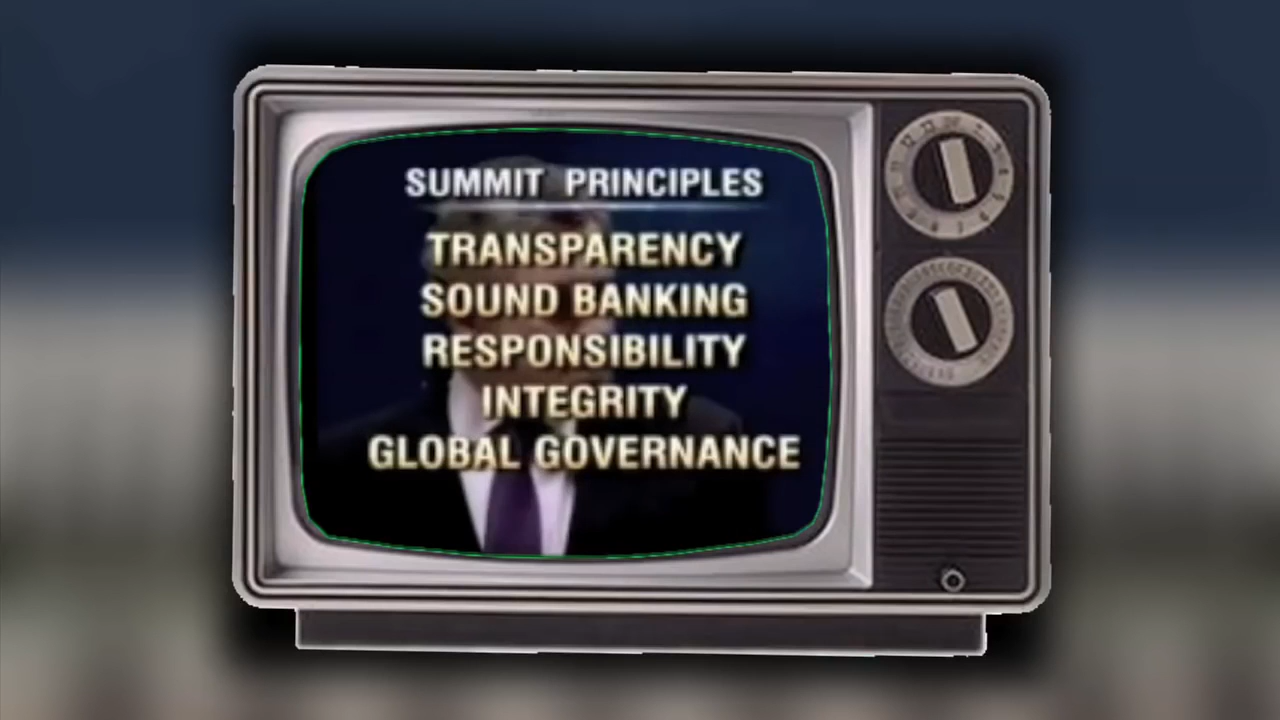 SUMMIT PRINCIPLES
TRANSPARENCY
SOUND BANKING
RESPONSIBILITY
INTEGRITY
GLOBAL GOVERNANCE